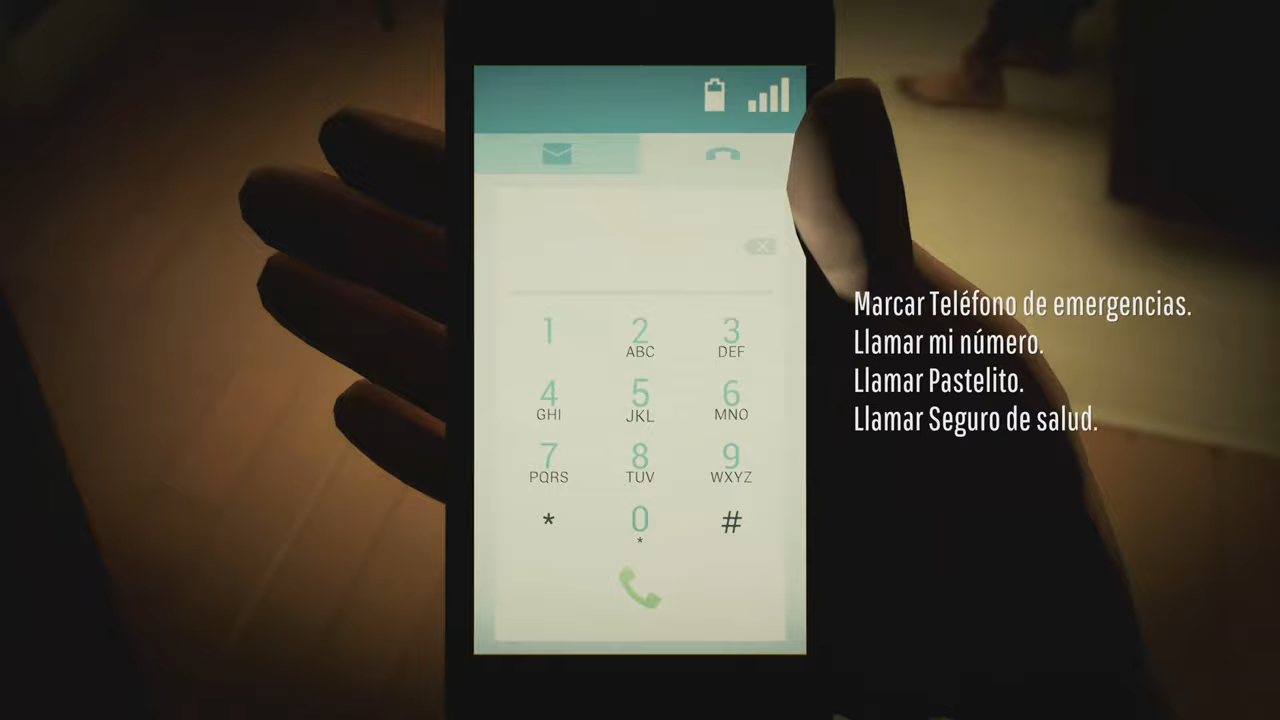 1
2
3
ABC
DEF
4
5
6
GHI
JKL
MNO
7
8
9
PQRS
TUV
WXYZ
*
0
#
*
Marcar Teléfono de emergencias.
Llamar mi número.
Llamar Pastelito.
Llamar Seguro de salud.